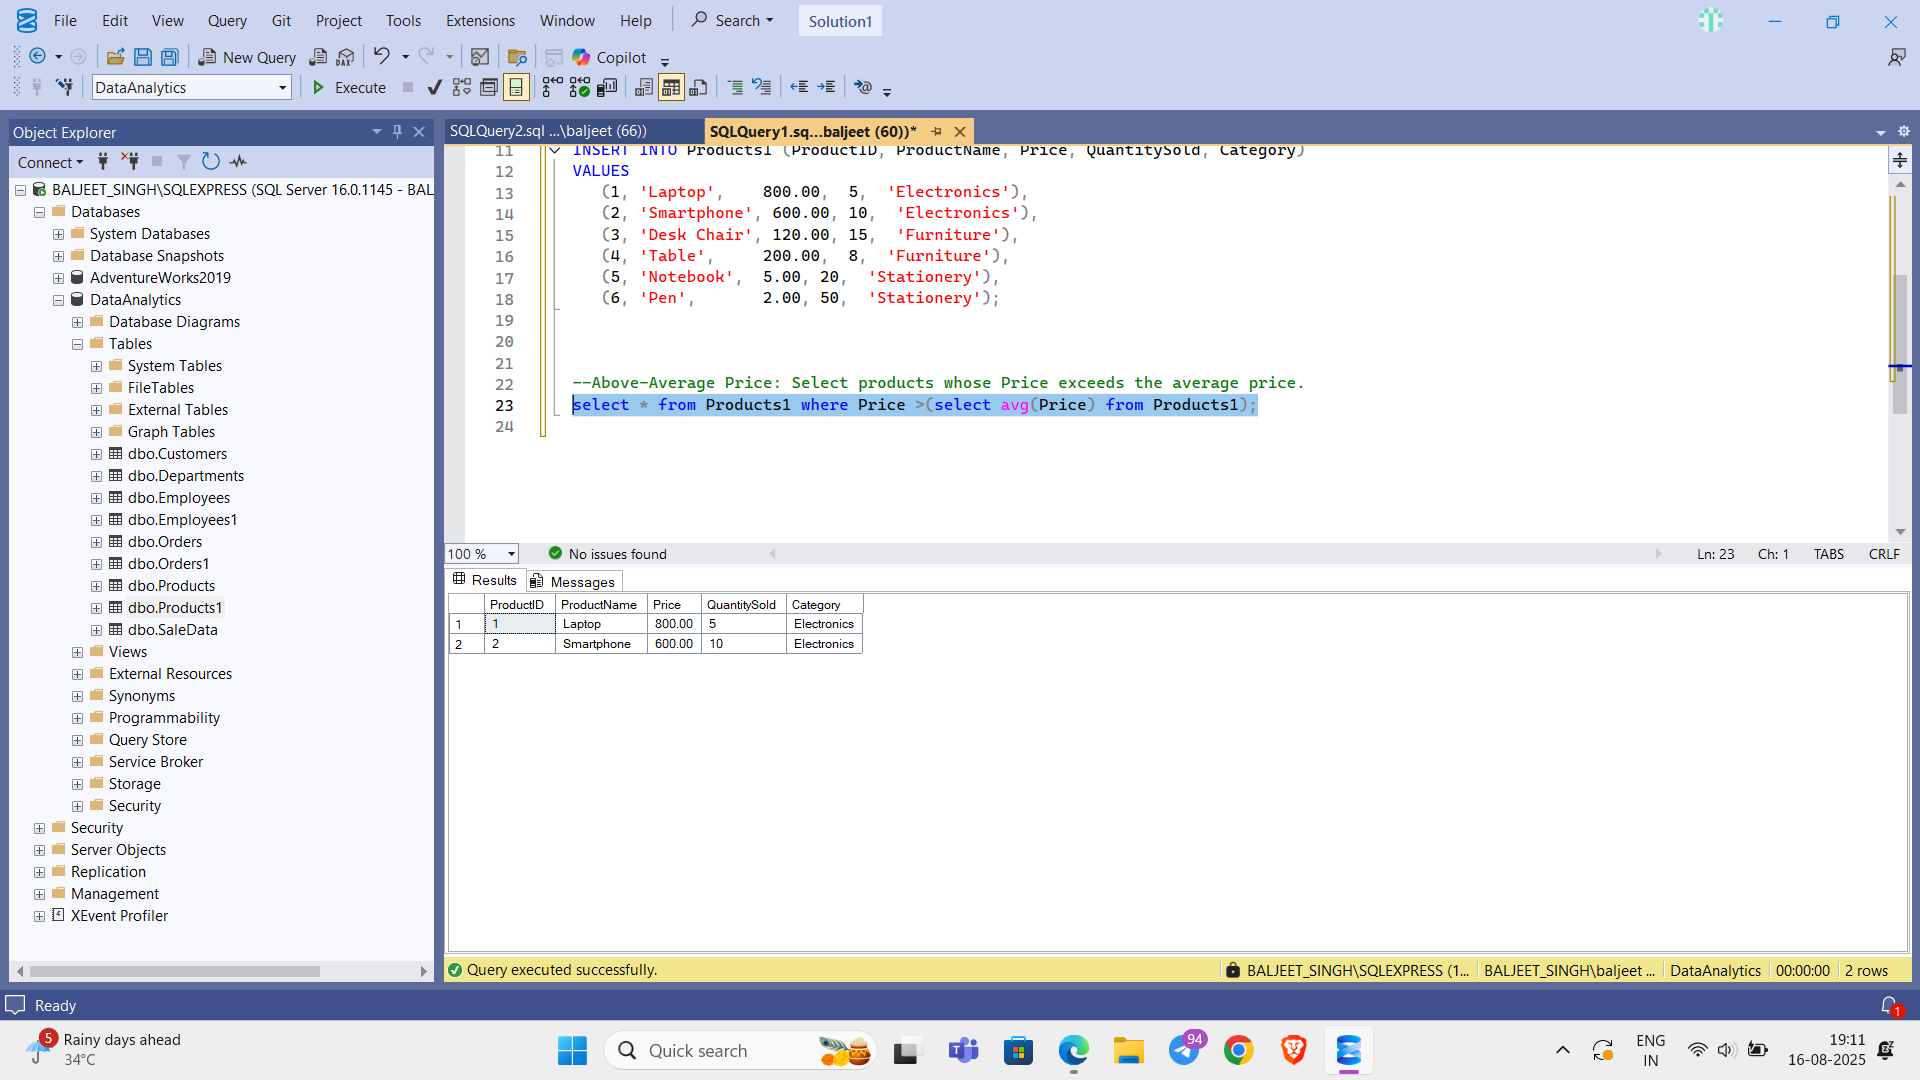 File Edit View Query Git Project Tools Extensions Window Help Search Solution1
New Query Copilot
DataAnalytics Execute
Object Explorer
Connect
BALJEET_SINGH\SQLEXPRESS (SQL Server 16.0.1145 - BAL
Databases
System Databases
Database Snapshots
AdventureWorks2019
DataAnalytics
Database Diagrams
Tables
System Tables
FileTables
External Tables
Graph Tables
dbo.Customers
dbo.Departments
dbo.Employees
dbo.Employees1
dbo.Orders
dbo.Orders1
dbo.Products
dbo.Products1
dbo.SaleData
Views
External Resources
Synonyms
Programmability
Query Store
Service Broker
Storage
Security
Security
Server Objects
Replication
Management
XEvent Profiler
SQLQuery2.sql ...\baljeet (66)) SQLQuery1.sq...baljeet (60))*
11 INSERT INTO Products1 (ProductID, ProductName, Price, QuantitySold, Category)
12 VALUES
13 (1, 'Laptop', 800.00, 5, 'Electronics'),
14 (2, 'Smartphone', 600.00, 10, 'Electronics'),
15 (3, 'Desk Chair', 120.00, 15, 'Furniture'),
16 (4, 'Table', 200.00, 8, 'Furniture'),
17 (5, 'Notebook', 5.00, 20, 'Stationery'),
18 (6, 'Pen', 2.00, 50, 'Stationery');
19
20
21
22 --Above-Average Price: Select products whose Price exceeds the average price.
23 select * from Products1 where Price >(select avg(Price) from Products1);
24
100 % No issues found Ln: 23 Ch: 1 TABS CRLF
Results Messages
ProductID ProductName Price QuantitySold Category
1 1 Laptop 800.00 5 Electronics
2 2 Smartphone 600.00 10 Electronics
Query executed successfully. BALJEET_SINGH\SQLEXPRESS (1... BALJEET_SINGH\baljeet ... DataAnalytics 00:00:00 2 rows
Ready 1
5 Rainy days ahead
34°C
Quick search
94
ENG
IN
19:11
16-08-2025